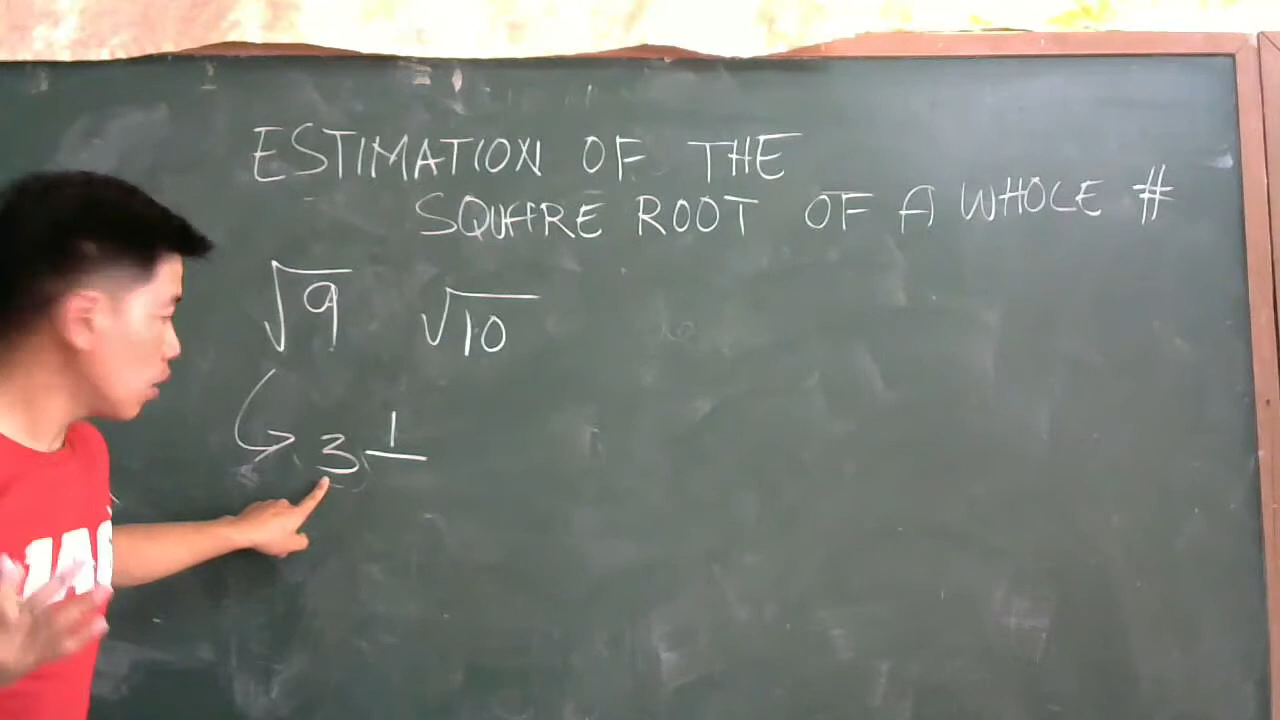 ESTIMATION OF THE
SQUARE ROOT OF A WHOLE #
√9 √10
3 1